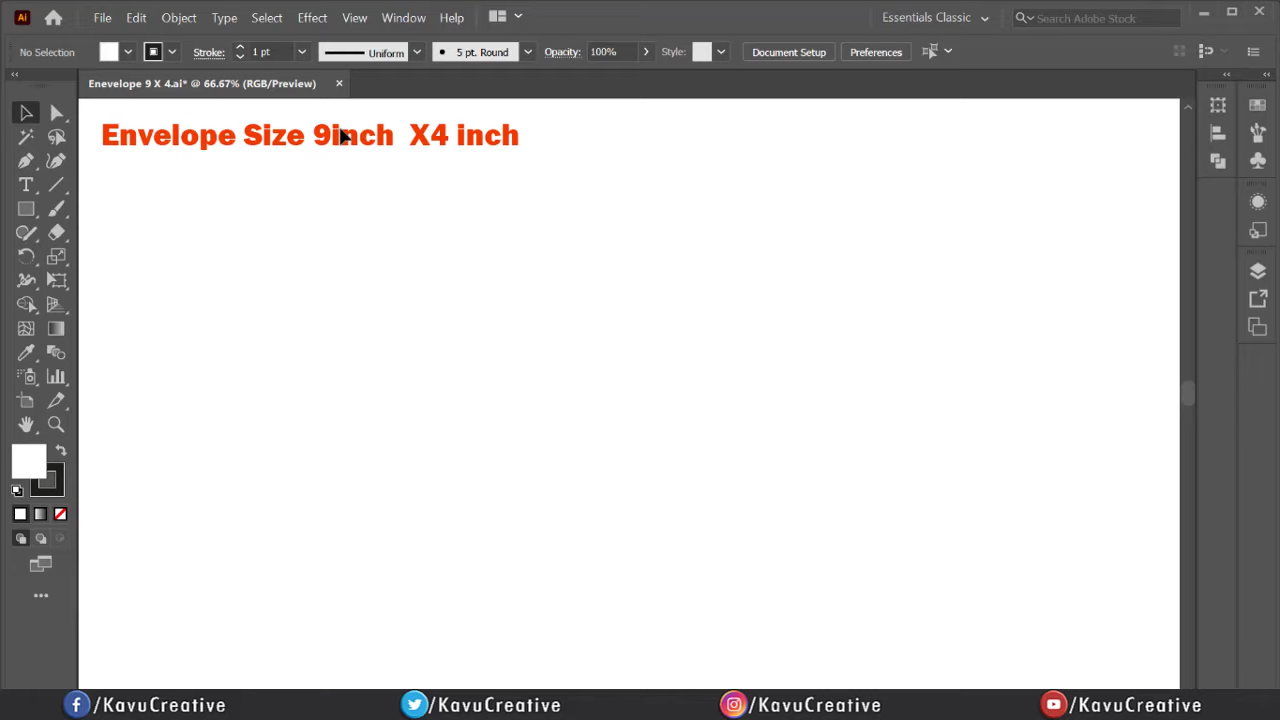 Ai File Edit Object Type Select Effect View Window Help Essentials Classic Search Adobe Stock
No Selection Stroke: 1 pt Uniform 5 pt. Round Opacity: 100% Style: Document Setup Preferences
Enevelope 9 X 4.ai* @ 66.67% (RGB/Preview) ×
Envelope Size 9inch X4 inch
/KavuCreative /KavuCreative /KavuCreative /KavuCreative